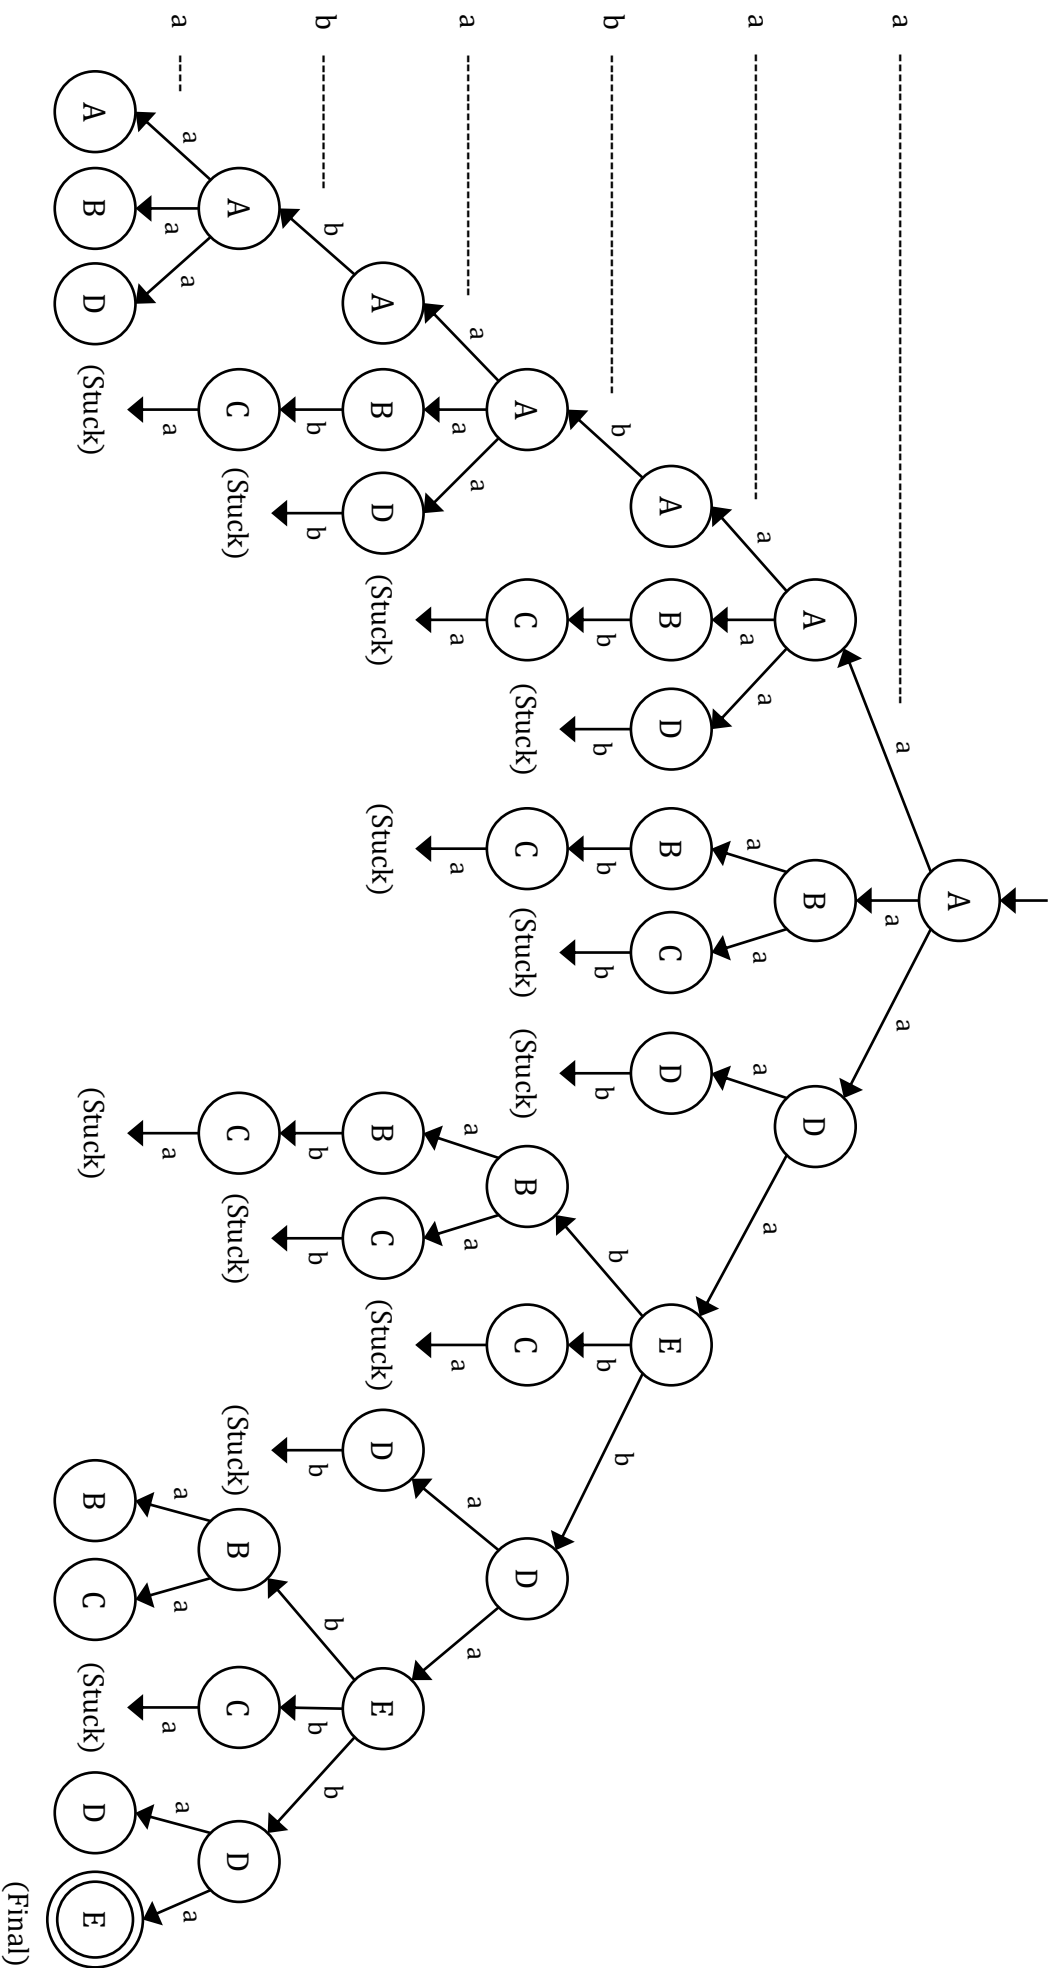 A
a a a a
A B D
a a a a a a a a
A B D B C D E
b b b b b b b b b b
A C (Stuck) C (Stuck) (Stuck) B C D
a a a a a a a a a a a
A B D (Stuck) (Stuck) B C (Stuck) D E
b b b b b b b b b b
A C (Stuck) C (Stuck) (Stuck) B C D
a a a a a a a a a a a
A B D (Stuck) (Stuck) B C (Stuck) D E
(Final)